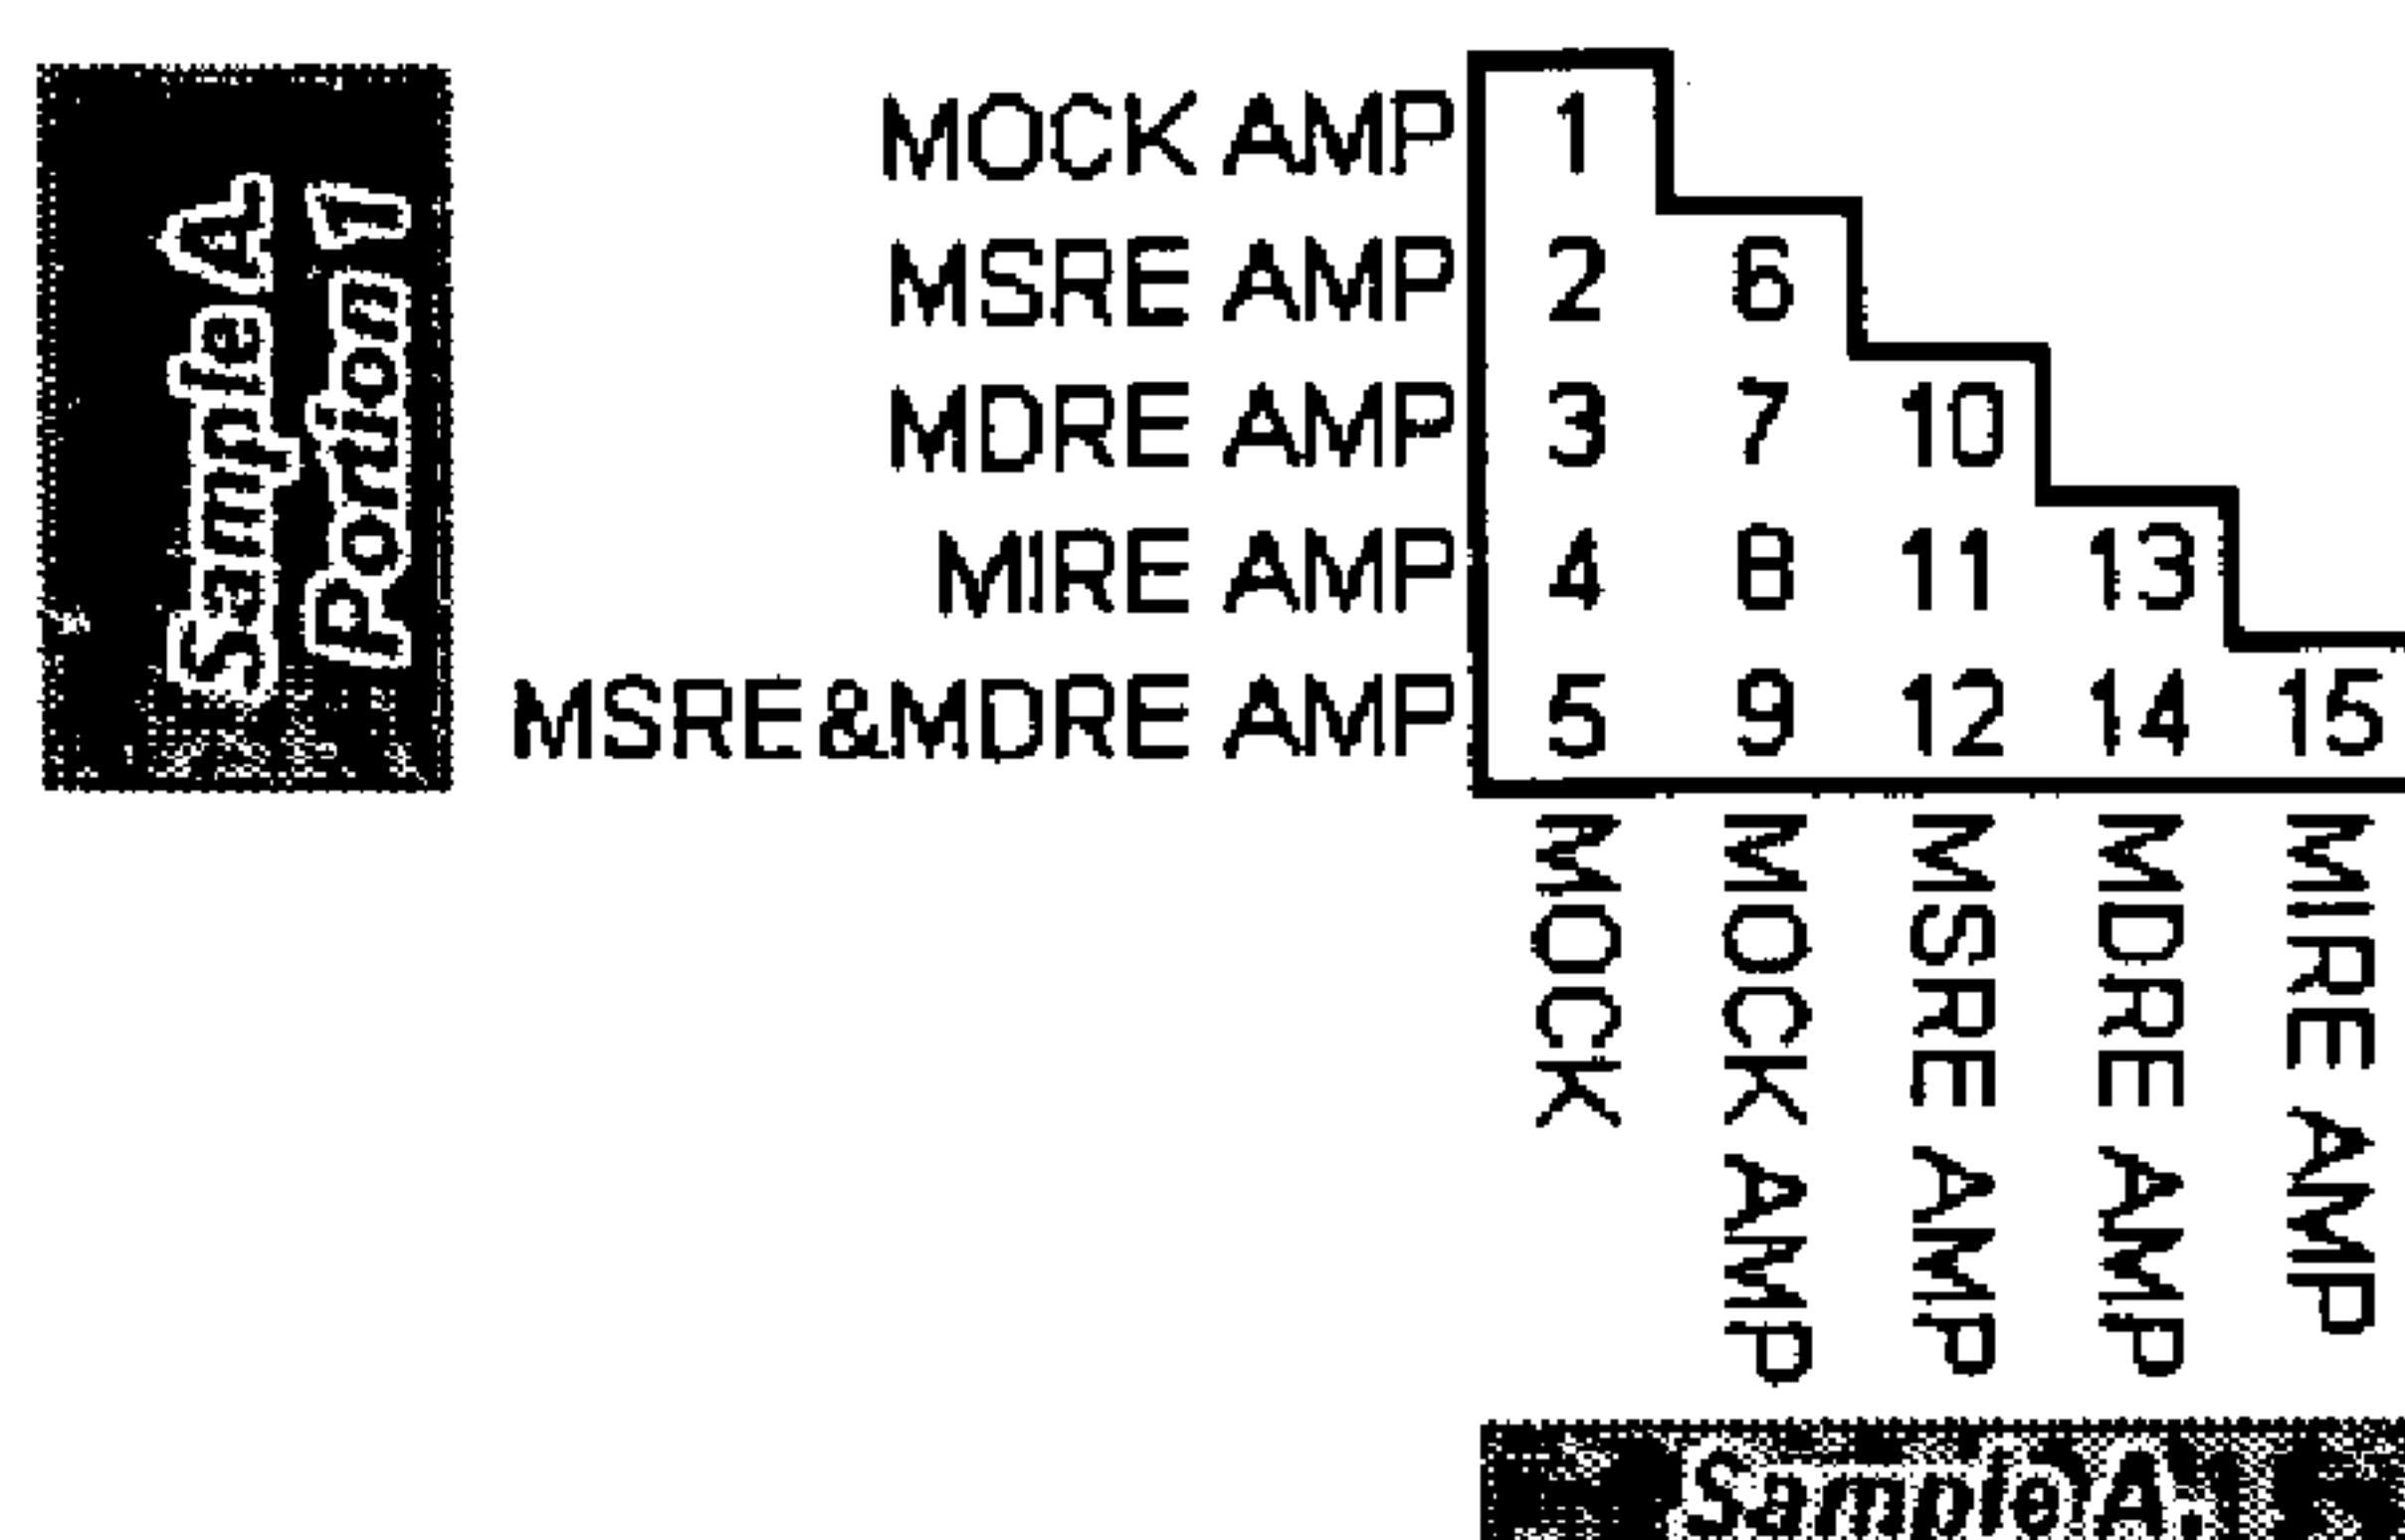 Sample A
Portion 1
MOCK AMP 1
MSRE AMP 2 6
MDRE AMP 3 7 10
MIRE AMP 4 8 11 13
MSRE&MDRE AMP 5 9 12 14 15
MOCK
MOCK AMP
MSRE AMP
MDRE AMP
MIRE AMP
Sample A,